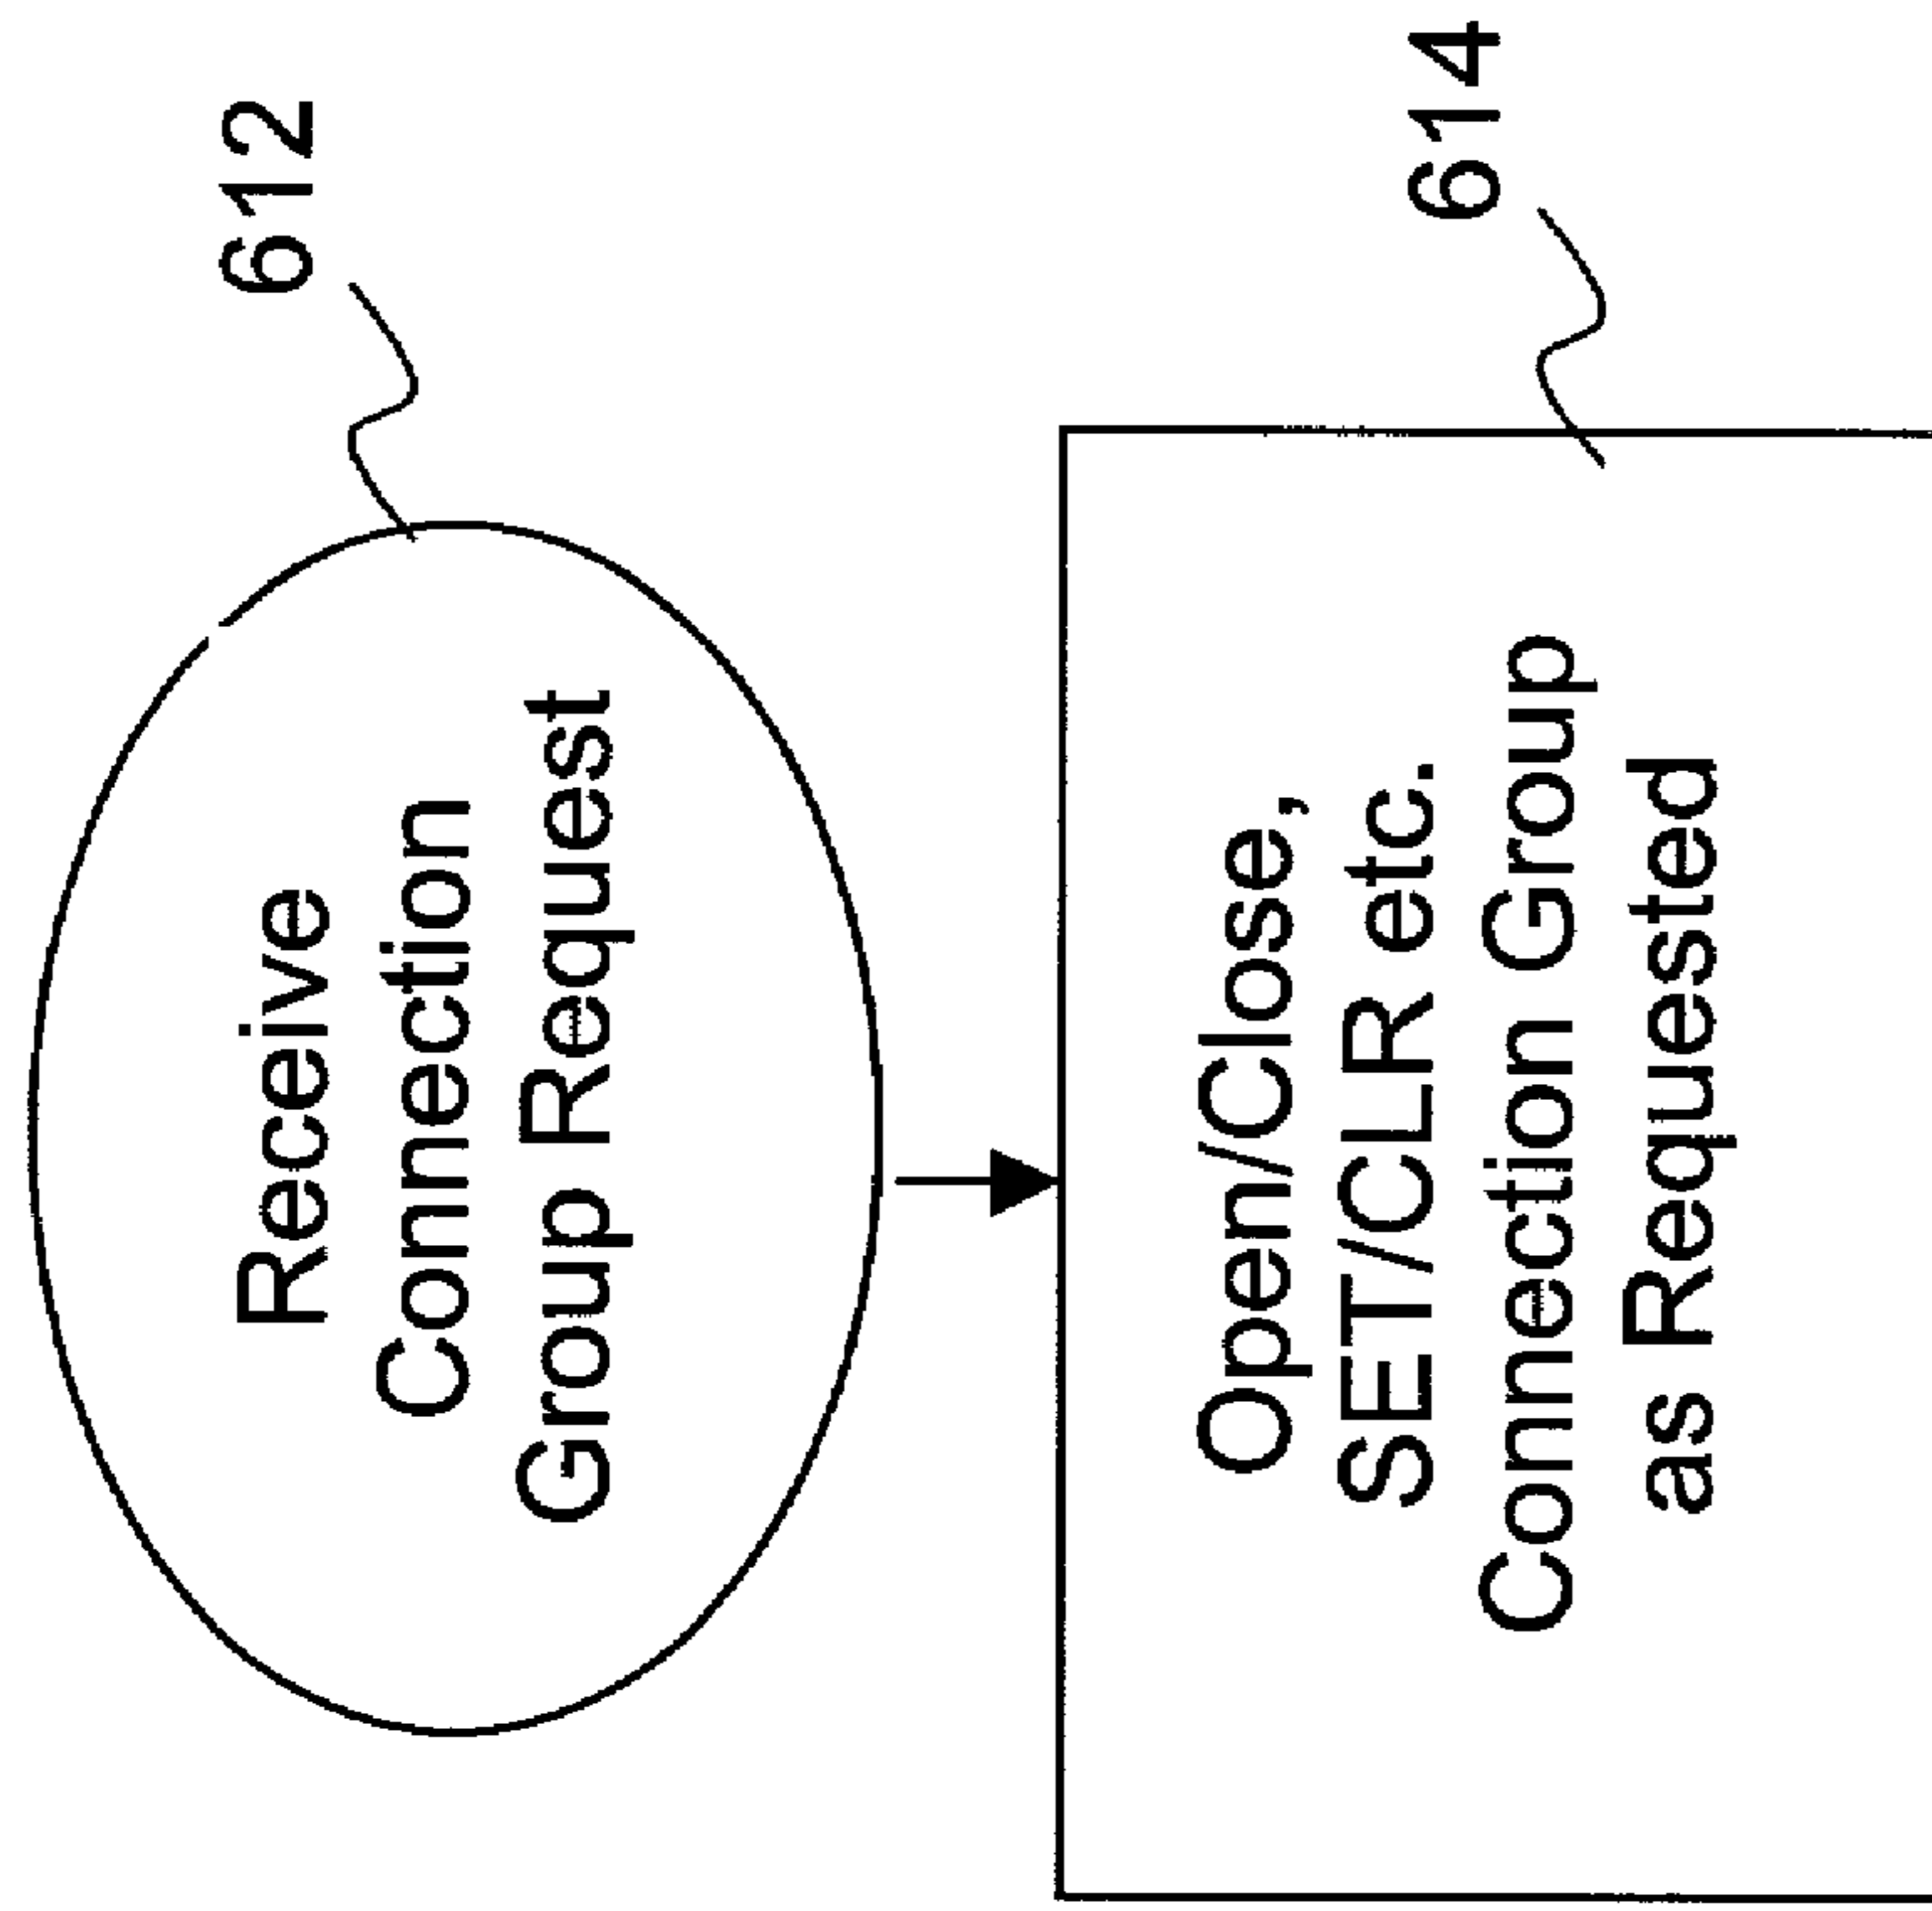 612
Receive
Connection
Group Request
614
Open/Close,
SET/CLR etc.
Connection Group
as Requested